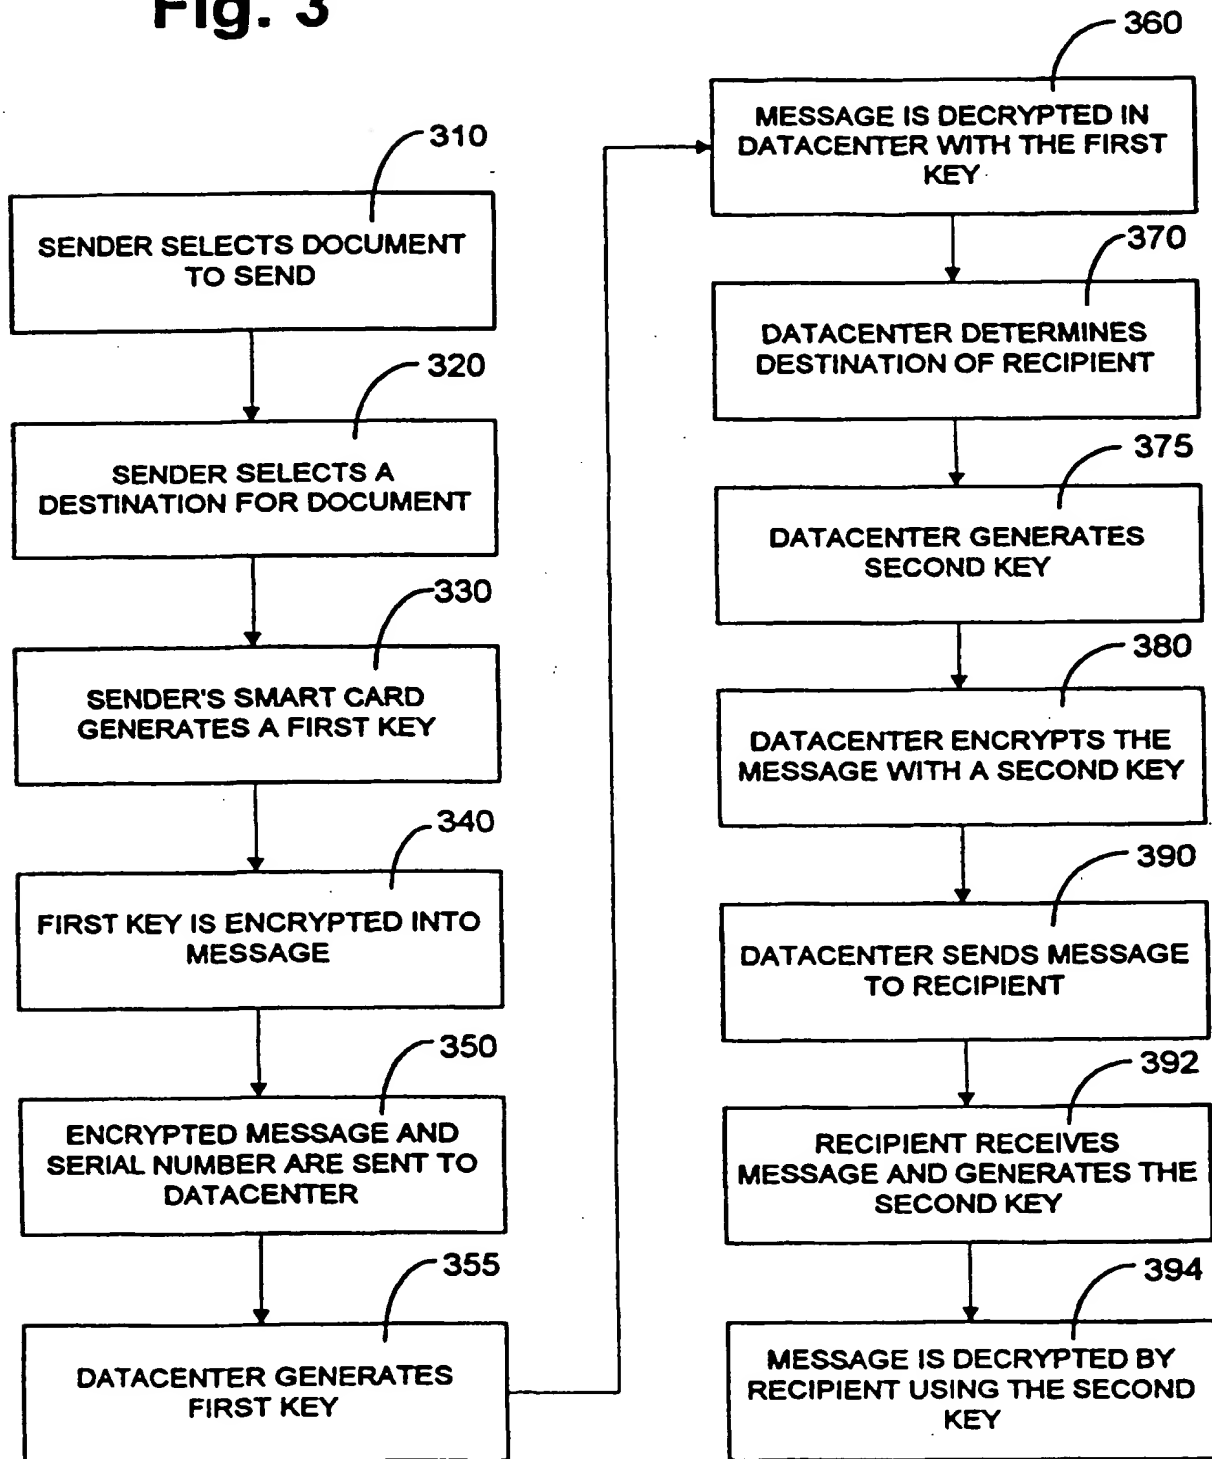 Fig. 3
310
SENDER SELECTS DOCUMENT
TO SEND
320
SENDER SELECTS A
DESTINATION FOR DOCUMENT
330
SENDER'S SMART CARD
GENERATES A FIRST KEY
340
FIRST KEY IS ENCRYPTED INTO
MESSAGE
350
ENCRYPTED MESSAGE AND
SERIAL NUMBER ARE SENT TO
DATACENTER
355
DATACENTER GENERATES
FIRST KEY
360
MESSAGE IS DECRYPTED IN
DATACENTER WITH THE FIRST
KEY
370
DATACENTER DETERMINES
DESTINATION OF RECIPIENT
375
DATACENTER GENERATES
SECOND KEY
380
DATACENTER ENCRYPTS THE
MESSAGE WITH A SECOND KEY
390
DATACENTER SENDS MESSAGE
TO RECIPIENT
392
RECIPIENT RECEIVES
MESSAGE AND GENERATES THE
SECOND KEY
394
MESSAGE IS DECRYPTED BY
RECIPIENT USING THE SECOND
KEY